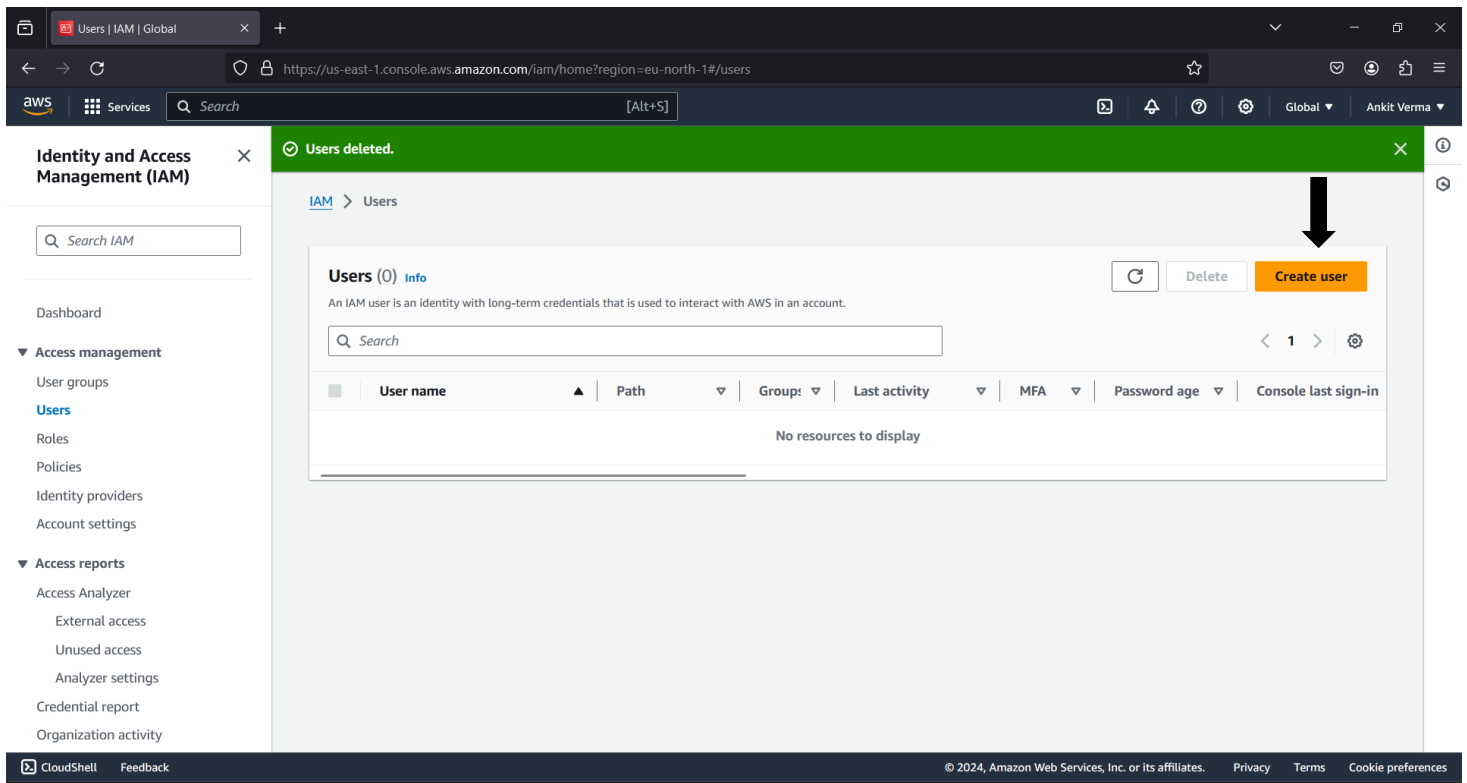 Users | IAM | Global
https://us-east-1.console.aws.amazon.com/iam/home?region=eu-north-1#/users
aws Services Search [Alt+S] Global Ankit Verma
Identity and Access
Management (IAM)
Search IAM
Dashboard
Access management
User groups
Users
Roles
Policies
Identity providers
Account settings
Access reports
Access Analyzer
External access
Unused access
Analyzer settings
Credential report
Organization activity
Users deleted.
IAM > Users
Users (0) Info Delete Create user
An IAM user is an identity with long-term credentials that is used to interact with AWS in an account.
Search 1
User name Path Groups Last activity MFA Password age Console last sign-in
No resources to display
CloudShell Feedback © 2024, Amazon Web Services, Inc. or its affiliates. Privacy Terms Cookie preferences